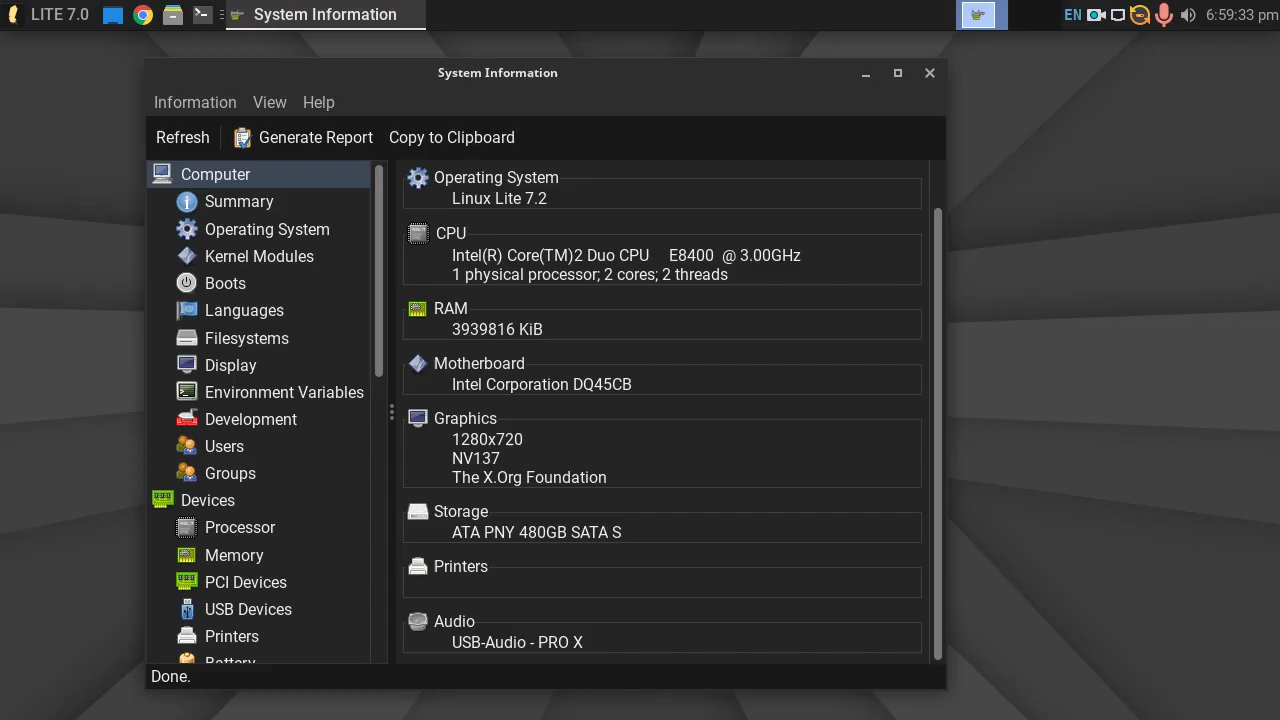 LITE 7.0 System Information EN 6:59:33 pm
System Information
Information View Help
Refresh Generate Report Copy to Clipboard
Computer
Summary
Operating System
Kernel Modules
Boots
Languages
Filesystems
Display
Environment Variables
Development
Users
Groups
Devices
Processor
Memory
PCI Devices
USB Devices
Printers
Battery
Operating System
Linux Lite 7.2
CPU
Intel(R) Core(TM)2 Duo CPU     E8400  @ 3.00GHz
1 physical processor; 2 cores; 2 threads
RAM
3939816 KiB
Motherboard
Intel Corporation DQ45CB
Graphics
1280x720
NV137
The X.Org Foundation
Storage
ATA PNY 480GB SATA S
Printers
Audio
USB-Audio - PRO X
Done.